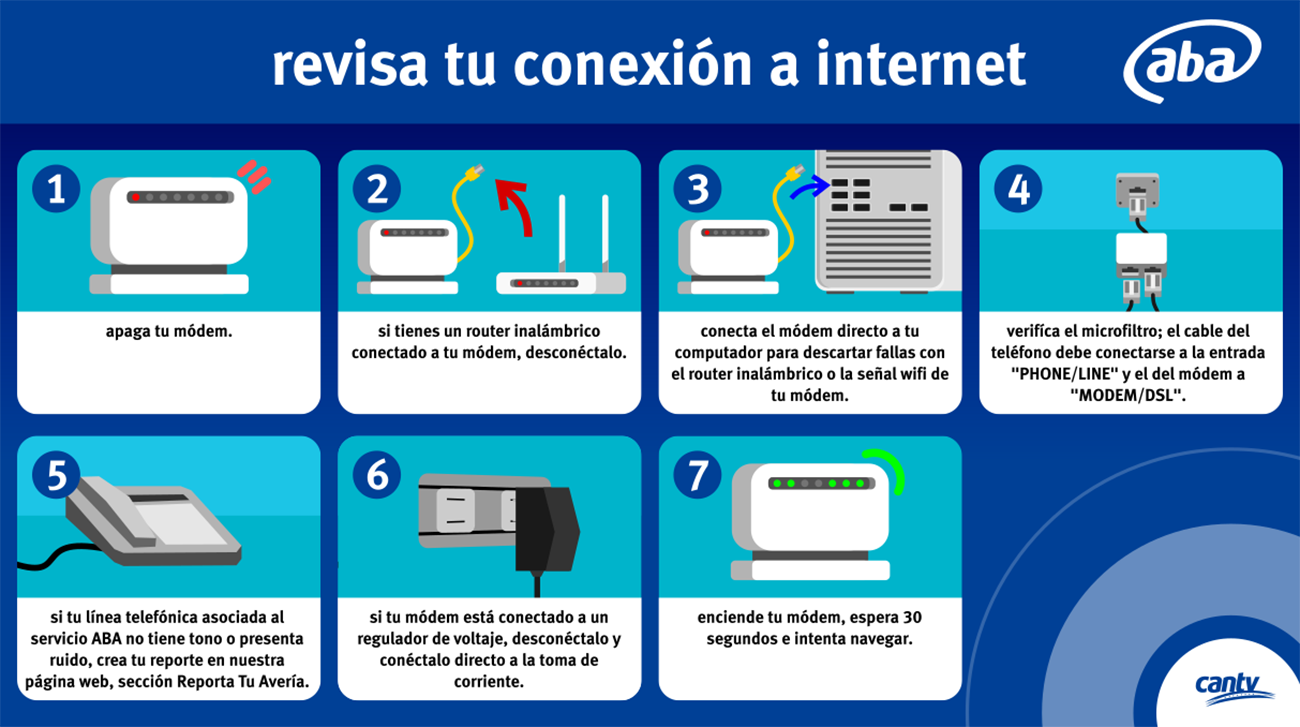 revisa tu conexión a internet
aba
1
apaga tu módem.
2
si tienes un router inalámbrico
conectado a tu módem, desconéctalo.
3
conecta el módem directo a tu
computador para descartar fallas con
el router inalámbrico o la señal wifi de
tu módem.
4
verifíca el microfiltro; el cable del
teléfono debe conectarse a la entrada
"PHONE/LINE" y el del módem a
"MODEM/DSL".
5
si tu línea telefónica asociada al
servicio ABA no tiene tono o presenta
ruido, crea tu reporte en nuestra
página web, sección Reporta Tu Avería.
6
si tu módem está conectado a un
regulador de voltaje, desconéctalo y
conéctalo directo a la toma de
corriente.
7
enciende tu módem, espera 30
segundos e intenta navegar.
cantv